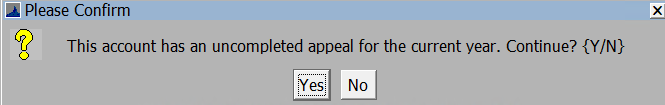 Please Confirm
This account has an uncompleted appeal for the current year. Continue? {Y/N}
Yes No